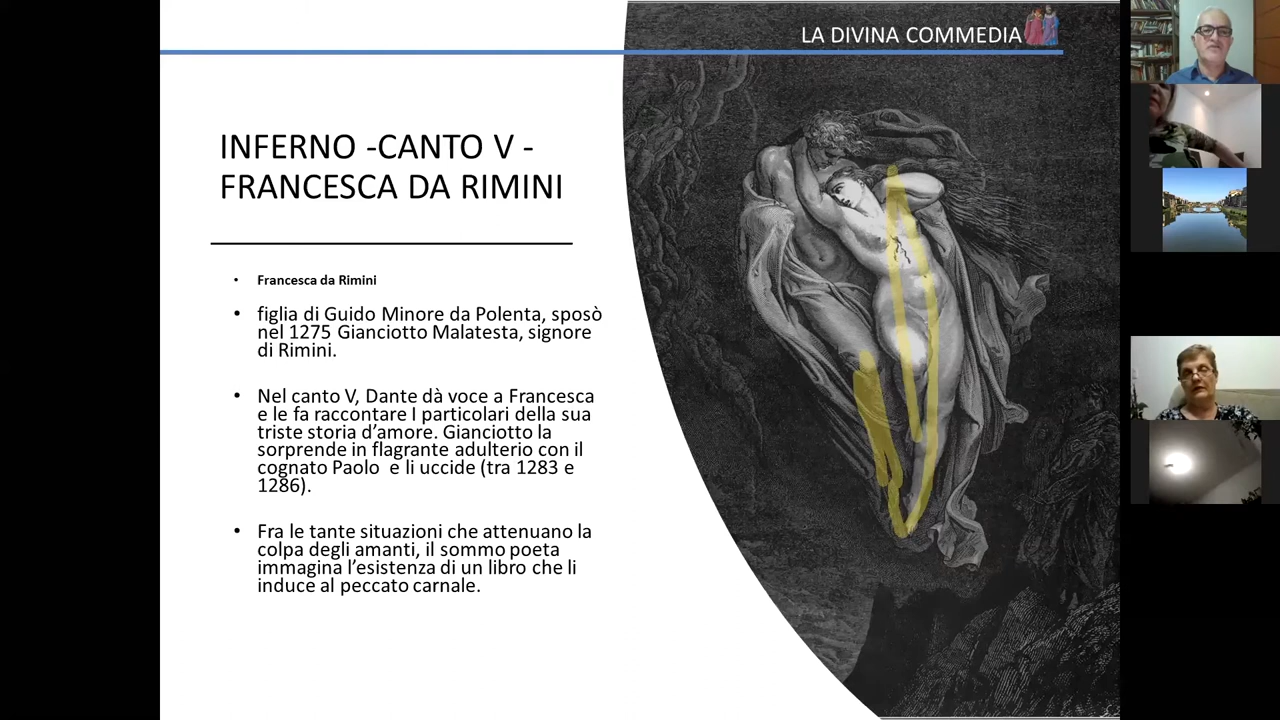 LA DIVINA COMMEDIA
INFERNO -CANTO V -
FRANCESCA DA RIMINI
• Francesca da Rimini
• figlia di Guido Minore da Polenta, sposò
nel 1275 Gianciotto Malatesta, signore
di Rimini.
• Nel canto V, Dante dà voce a Francesca
e le fa raccontare I particolari della sua
triste storia d’amore. Gianciotto la
sorprende in flagrante adulterio con il
cognato Paolo  e li uccide (tra 1283 e
1286).
• Fra le tante situazioni che attenuano la
colpa degli amanti, il sommo poeta
immagina l’esistenza di un libro che li
induce al peccato carnale.